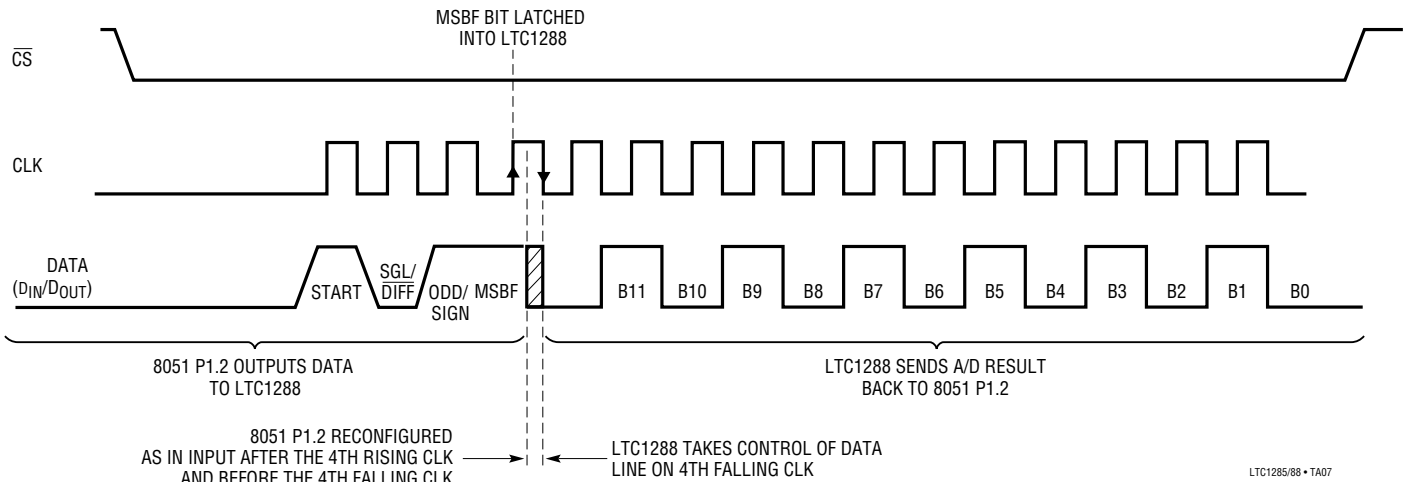 MSBF BIT LATCHED
INTO LTC1288
CS
CLK
DATA
(DIN/DOUT)
START
SGL/
DIFF
ODD/
SIGN
MSBF
B11 B10 B9 B8 B7 B6 B5 B4 B3 B2 B1 B0
8051 P1.2 OUTPUTS DATA
TO LTC1288
LTC1288 SENDS A/D RESULT
BACK TO 8051 P1.2
8051 P1.2 RECONFIGURED
AS IN INPUT AFTER THE 4TH RISING CLK
AND BEFORE THE 4TH FALLING CLK
LTC1288 TAKES CONTROL OF DATA
LINE ON 4TH FALLING CLK
LTC1285/88 • TA07